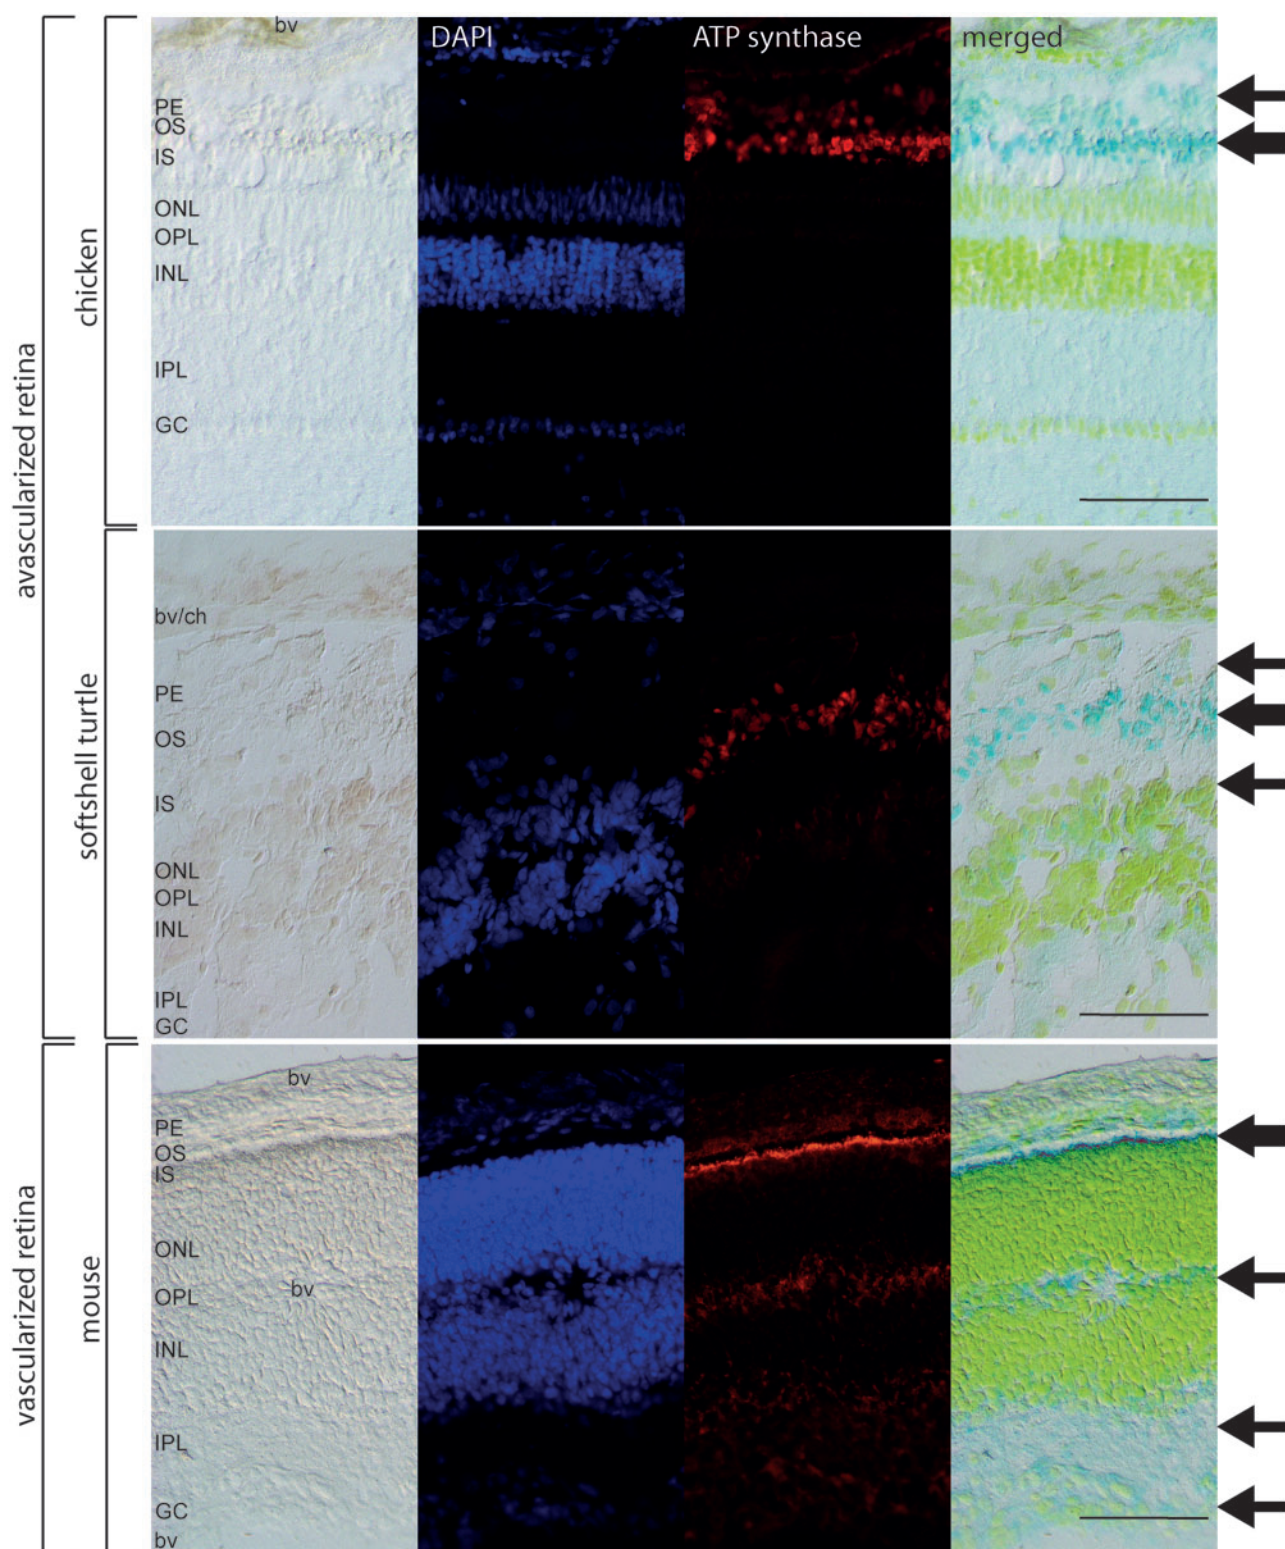 bv
DAPI
ATP synthase
merged
PE
OS
IS
ONL
OPL
INL
IPL
GC
chicken
avascularized retina
bv/ch
PE
OS
IS
ONL
OPL
INL
IPL
GC
softshell turtle
bv
PE
OS
IS
ONL
OPL
bv
INL
IPL
GC
bv
mouse
vascularized retina